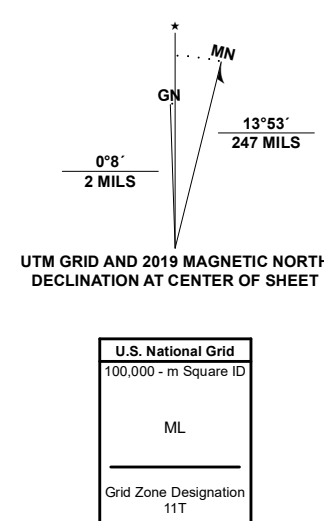 ★
MN
GN
13°53´
247 MILS
0°8´
2 MILS
UTM GRID AND 2019 MAGNETIC NORTH
DECLINATION AT CENTER OF SHEET
U.S. National Grid
100,000 - m Square ID
ML
Grid Zone Designation
11T